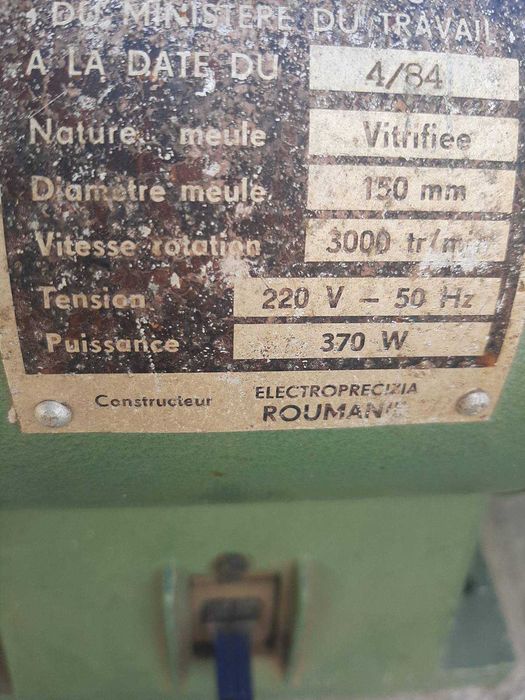 DU MINISTERE DU TRAVAIL
A LA DATE DU 4/84
Nature meule Vitrifiee
Diametre meule 150 mm
Vitesse rotation 3000 tr/min
Tension 220 V – 50 Hz
Puissance 370 W
Constructeur ELECTROPRECIZIA
ROUMANIE